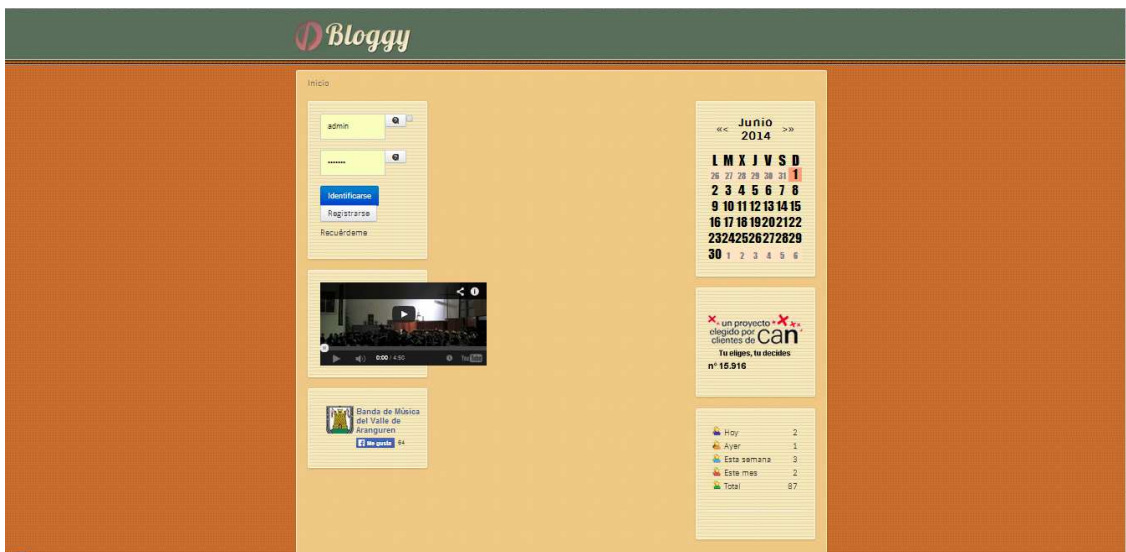 Bloggy
Inicio
admin
•••••••
Identificarse
Registrarse
Recuérdeme
0:00 / 4:50
You Tube
Banda de Música
del Valle de
Aranguren
Me gusta 64
«< Junio >»
2014
L M X J V S D
26 27 28 29 30 31 1
2 3 4 5 6 7 8
9 10 11 12 13 14 15
16 17 18 19 20 21 22
23 24 25 26 27 28 29
30 1 2 3 4 5 6
un proyecto
elegido por
clientes de can
Tu eliges, tu decides
n° 15.916
Hoy 2
Ayer 1
Esta semana 3
Este mes 2
Total 87